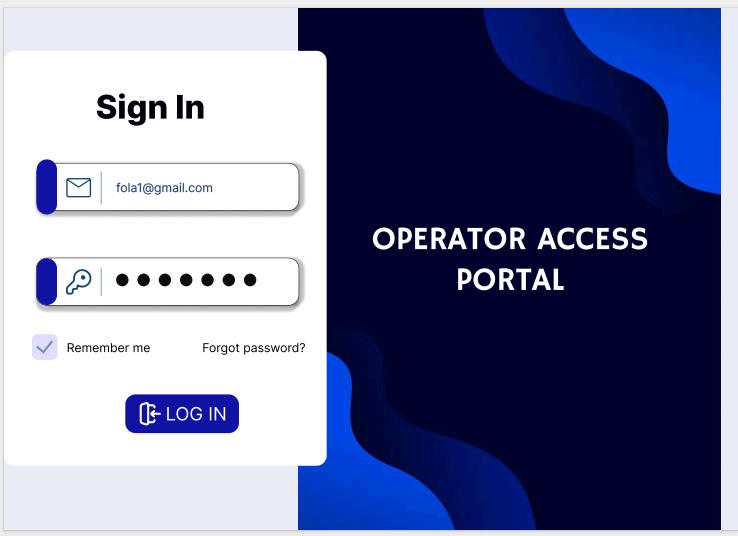 Sign In
fola1@gmail.com
Remember me
Forgot password?
LOG IN
OPERATOR ACCESS
PORTAL